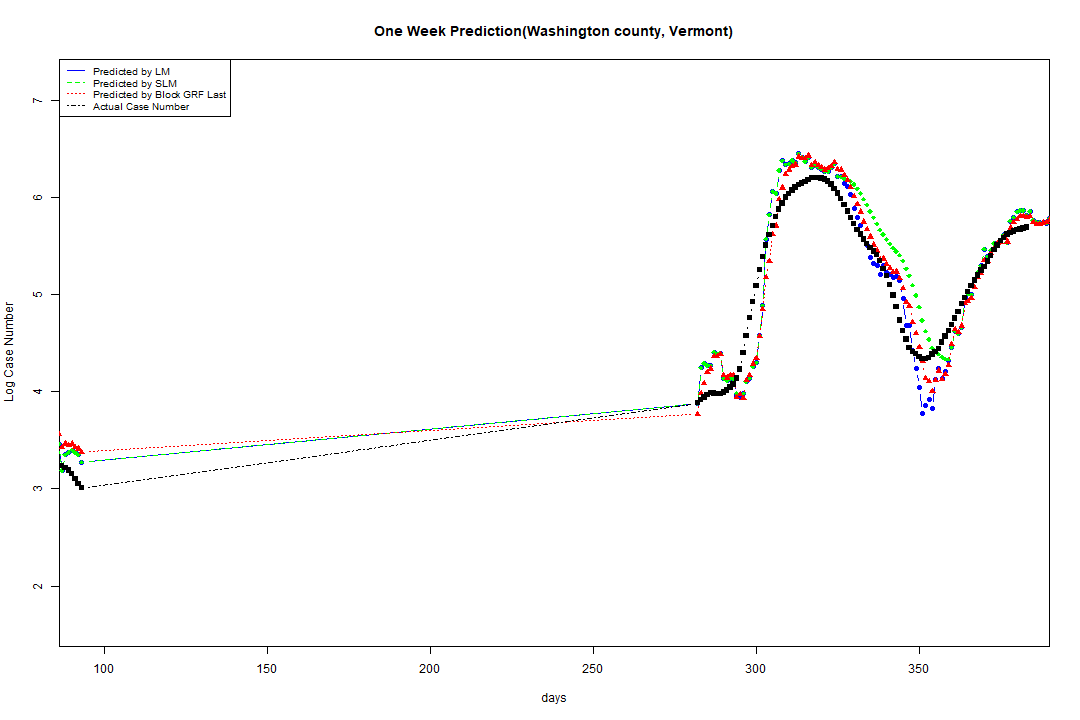 One Week Prediction(Washington county, Vermont)
Predicted by LM
Predicted by SLM
Predicted by Block GRF Last
Actual Case Number
7
6
5
4
3
2
Log Case Number
100 150 200 250 300 350
days